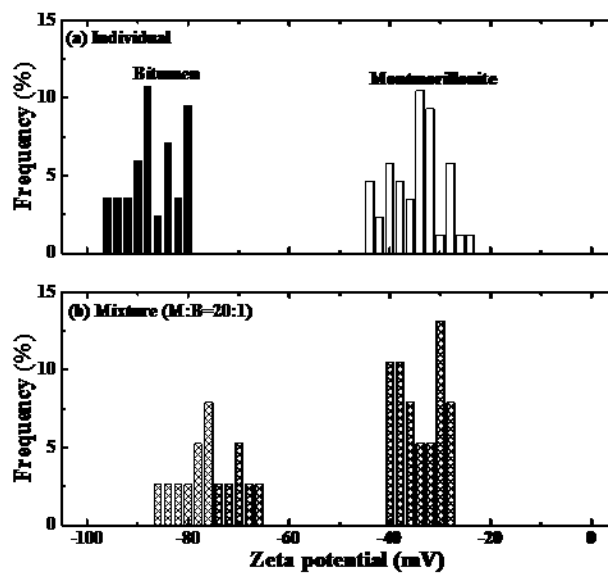 15
(a) Individual
Bitumen
Montmorillonite
10
5
0
Frequency (%)
15
(b) Mixture (M:B=20:1)
10
5
0
Frequency (%)
-100 -80 -60 -40 -20 0
Zeta potential (mV)